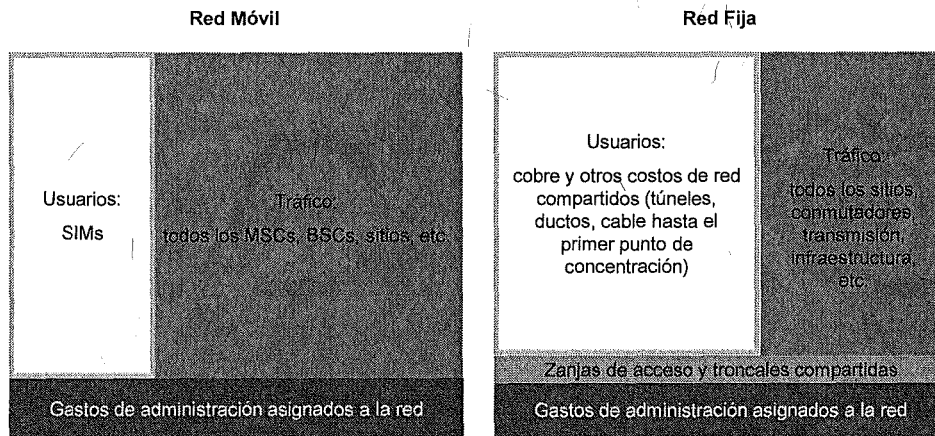 Red Móvil
Usuarios:
SIMs
Tráfico:
todos los MSCs, BSCs, sitios, etc.
Gastos de administración asignados a la red
Red Fija
Usuarios:
cobre y otros costos de red
compartidos (túneles,
ductos, cable hasta el
primer punto de
concentración)
Tráfico:
todos los sitios,
conmutadores,
transmisión,
infraestructura,
etc.
Zanjas de acceso y troncales compartidas
Gastos de administración asignados a la red